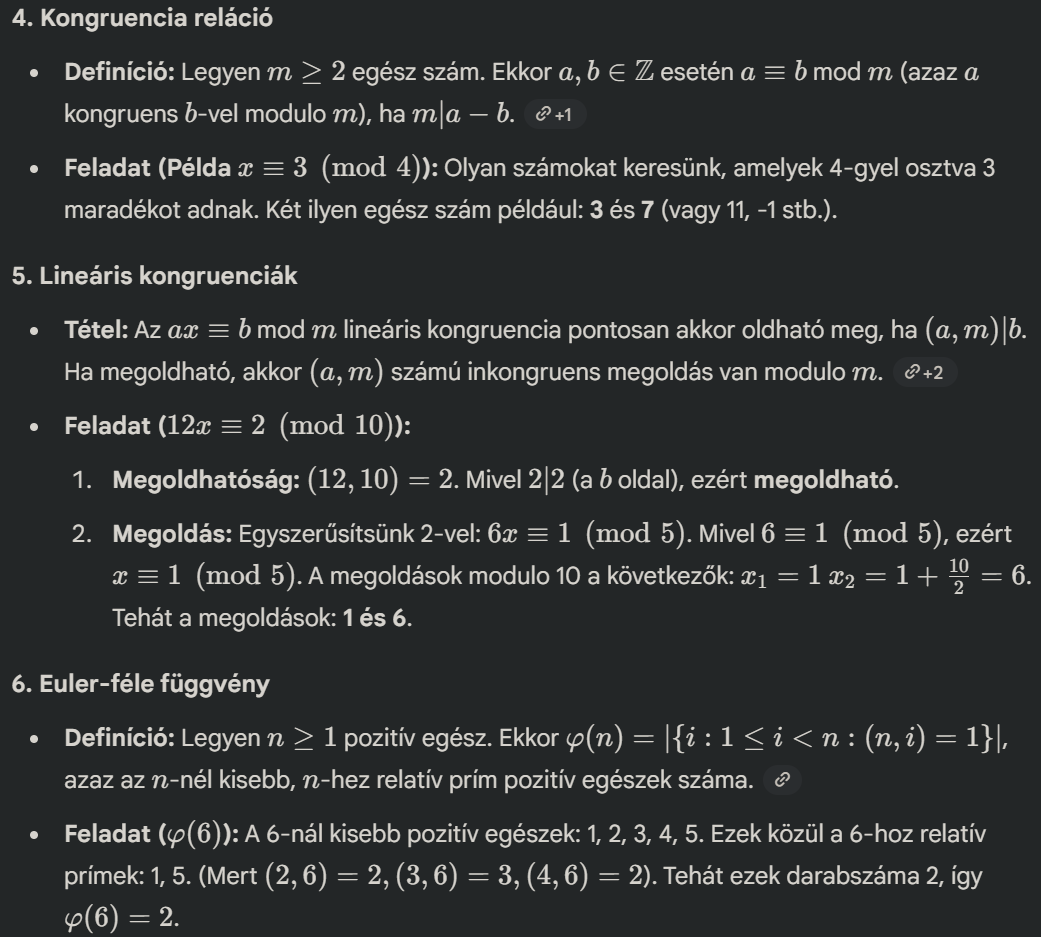 4. Kongruencia reláció
• Definíció: Legyen m ≥ 2 egész szám. Ekkor a, b ∈ ℤ esetén a ≡ b mod m (azaz a
kongruens b-vel modulo m), ha m|a − b. +1
• Feladat (Példa x ≡ 3 (mod 4)): Olyan számokat keresünk, amelyek 4-gyel osztva 3
maradékot adnak. Két ilyen egész szám például: 3 és 7 (vagy 11, -1 stb.).
5. Lineáris kongruenciák
• Tétel: Az ax ≡ b mod m lineáris kongruencia pontosan akkor oldható meg, ha (a, m)|b.
Ha megoldható, akkor (a, m) számú inkongruens megoldás van modulo m. +2
• Feladat (12x ≡ 2 (mod 10)):
1. Megoldhatóság: (12, 10) = 2. Mivel 2|2 (a b oldal), ezért megoldható.
2. Megoldás: Egyszerűsítsünk 2-vel: 6x ≡ 1 (mod 5). Mivel 6 ≡ 1 (mod 5), ezért
x ≡ 1 (mod 5). A megoldások modulo 10 a következők: x₁ = 1 x₂ = 1 + 10/2 = 6.
Tehát a megoldások: 1 és 6.
6. Euler-féle függvény
• Definíció: Legyen n ≥ 1 pozitív egész. Ekkor φ(n) = |{i : 1 ≤ i < n : (n, i) = 1}|,
azaz az n-nél kisebb, n-hez relatív prím pozitív egészek száma.
• Feladat (φ(6)): A 6-nál kisebb pozitív egészek: 1, 2, 3, 4, 5. Ezek közül a 6-hoz relatív
prímek: 1, 5. (Mert (2, 6) = 2, (3, 6) = 3, (4, 6) = 2). Tehát ezek darabszáma 2, így
φ(6) = 2.